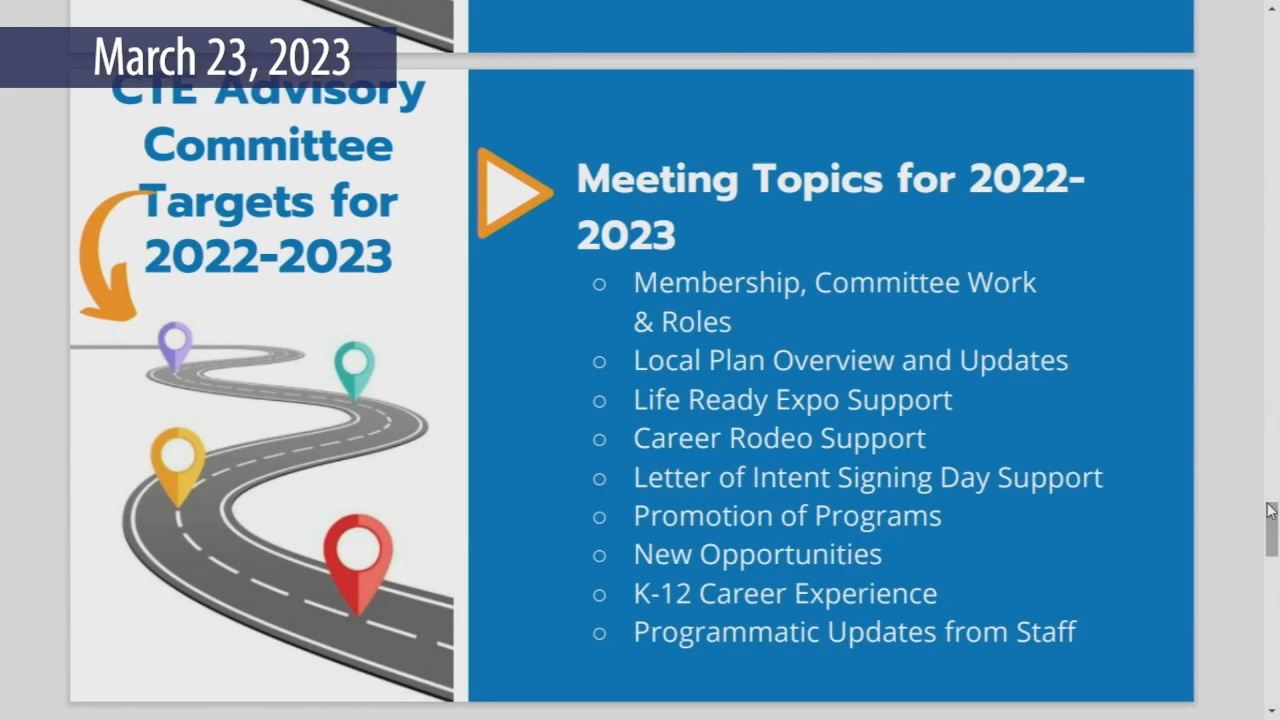 March 23, 2023
CTE Advisory
Committee
Targets for
2022-2023
Meeting Topics for 2022-
2023
Membership, Committee Work
& Roles
Local Plan Overview and Updates
Life Ready Expo Support
Career Rodeo Support
Letter of Intent Signing Day Support
Promotion of Programs
New Opportunities
K-12 Career Experience
Programmatic Updates from Staff